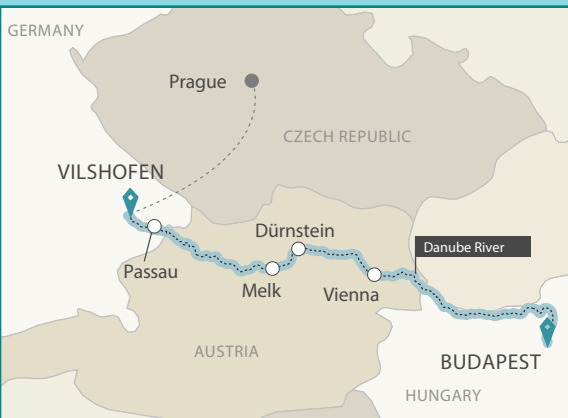 GERMANY
Prague
CZECH REPUBLIC
VILSHOFEN
Dürnstein
Danube River
Passau
Melk
Vienna
AUSTRIA
BUDAPEST
HUNGARY